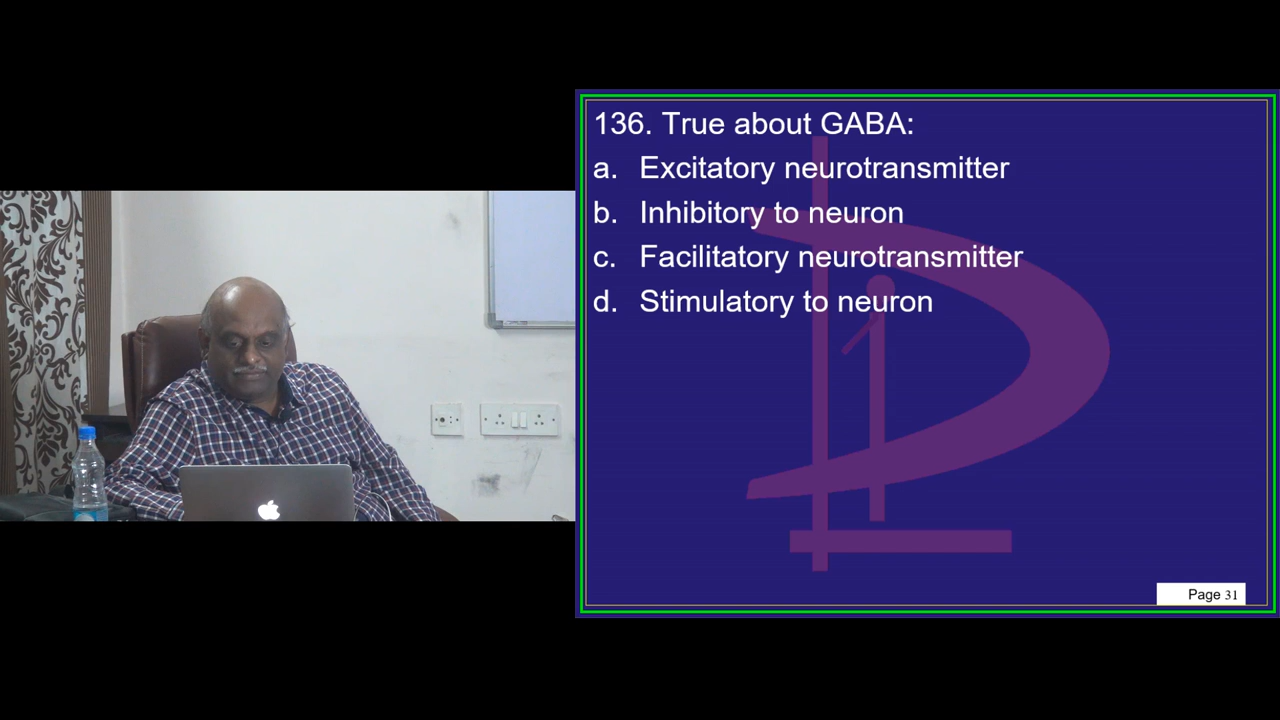 136. True about GABA:
a. Excitatory neurotransmitter
b. Inhibitory to neuron
c. Facilitatory neurotransmitter
d. Stimulatory to neuron
Page 31